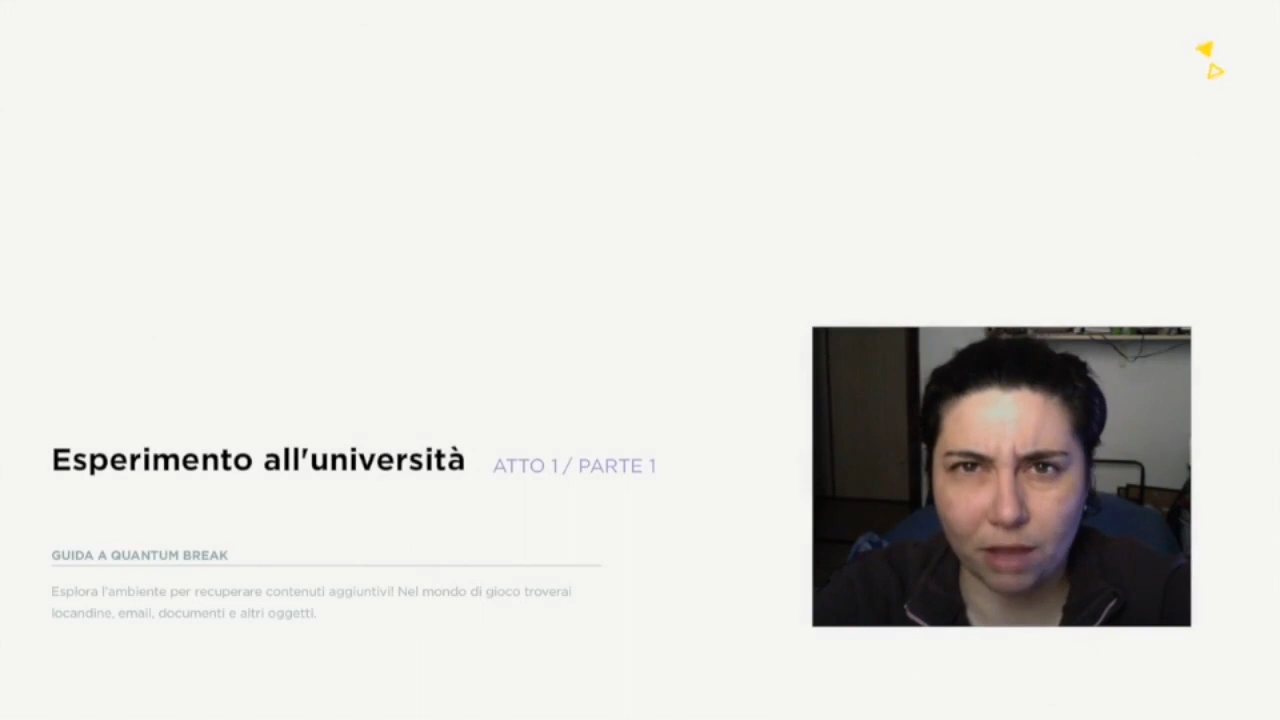 Esperimento all'università ATTO 1 / PARTE 1
GUIDA A QUANTUM BREAK
Esplora l'ambiente per recuperare contenuti aggiuntivi! Nel mondo di gioco troverai
locandine, email, documenti e altri oggetti.